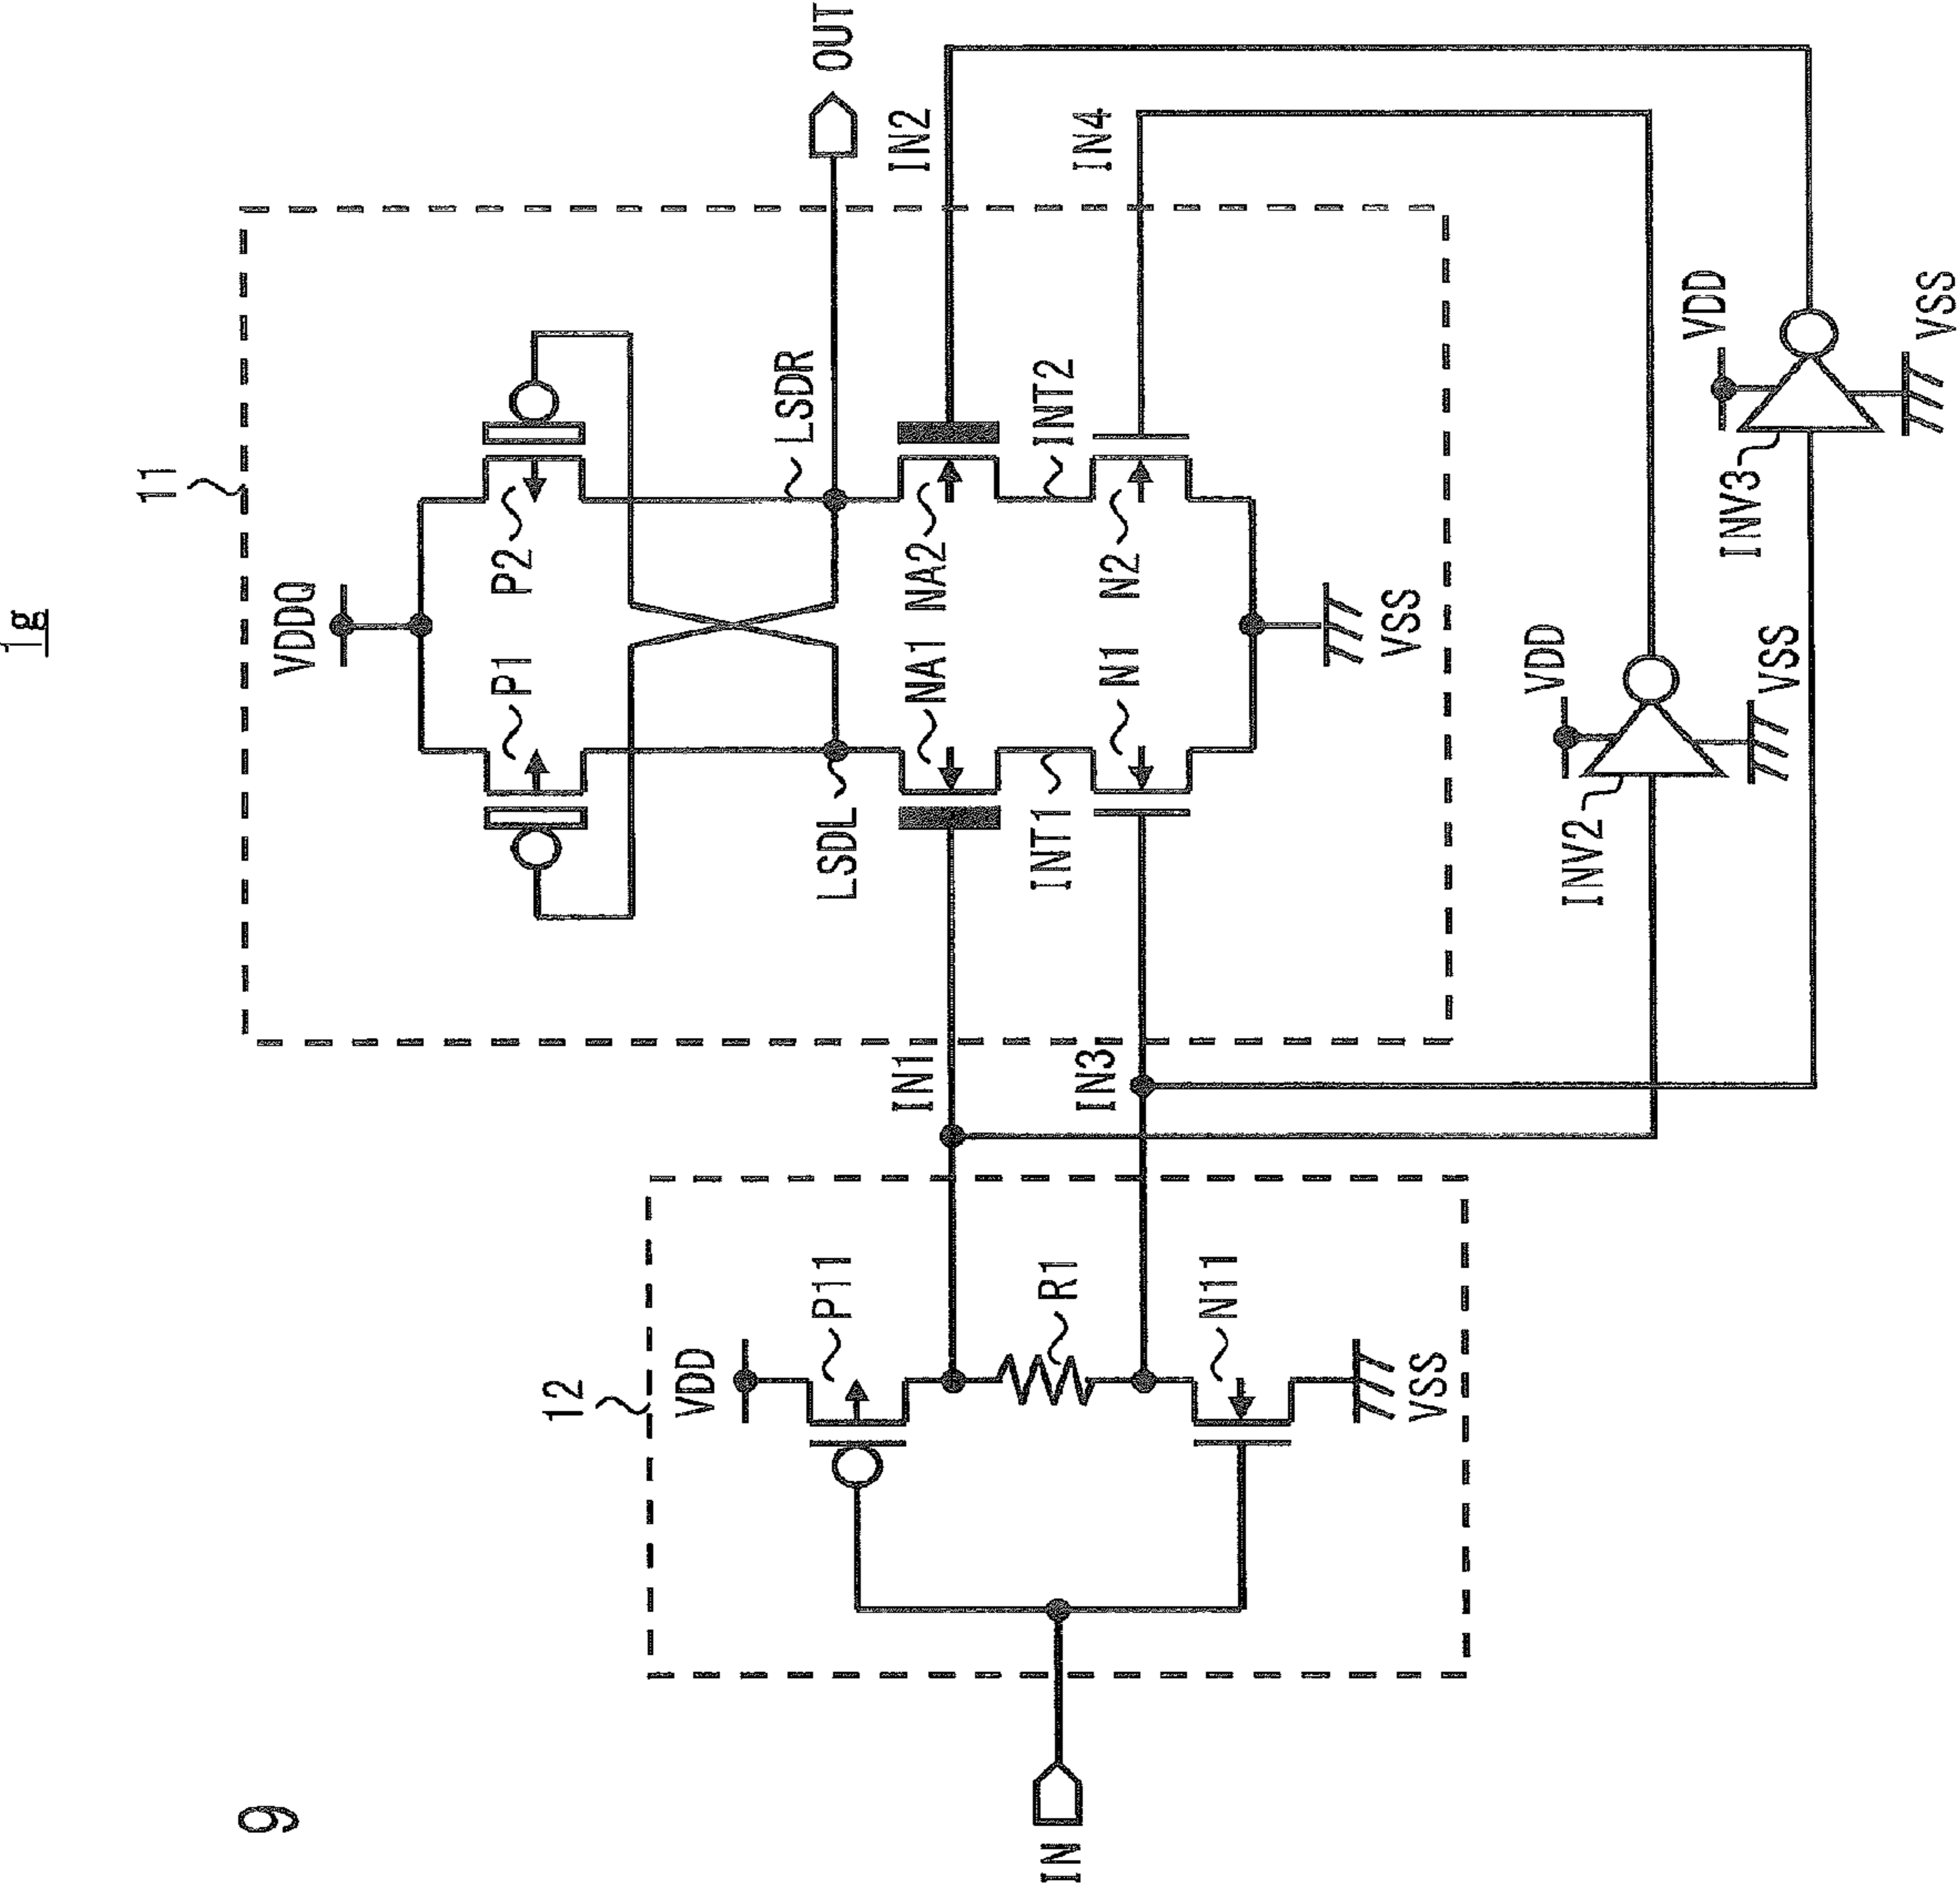 1g
11
VDDQ
P1
P2
LSDR
OUT
LSDL
NA1
NA2
IN1
IN2
INT1
INT2
N1
N2
IN3
IN4
VSS
12
VDD
P11
R1
N11
VSS
IN
VDD
INV2
VSS
VDD
INV3
VSS
9